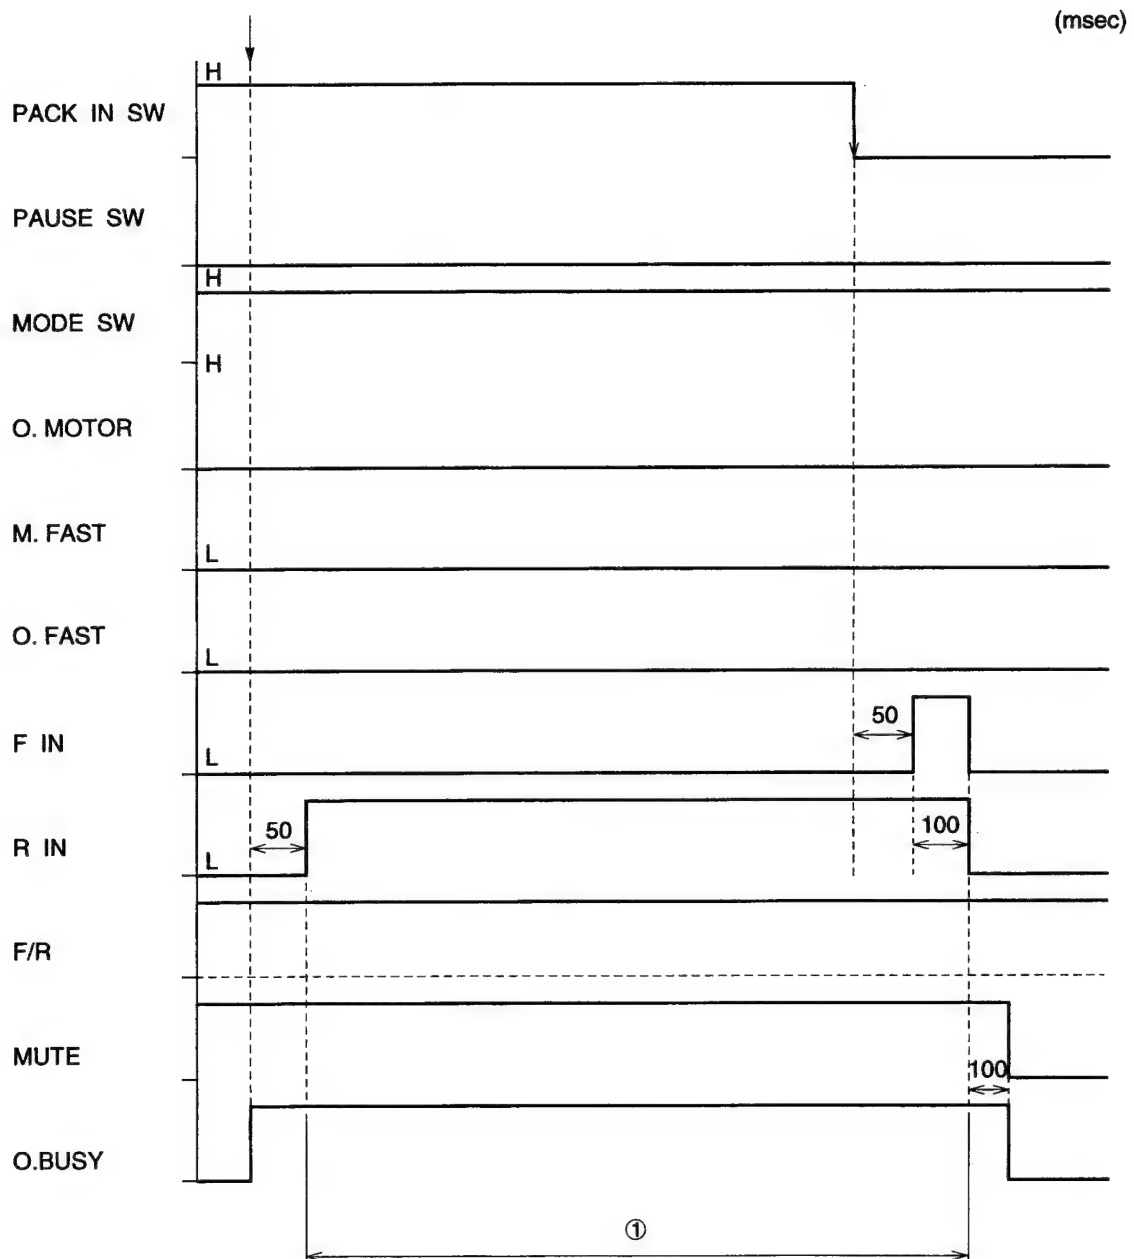 (msec)
H
PACK IN SW
PAUSE SW
H
MODE SW
H
O. MOTOR
M. FAST
L
O. FAST
L
50
F IN
L
50
100
R IN
L
F/R
MUTE
100
O.BUSY
①